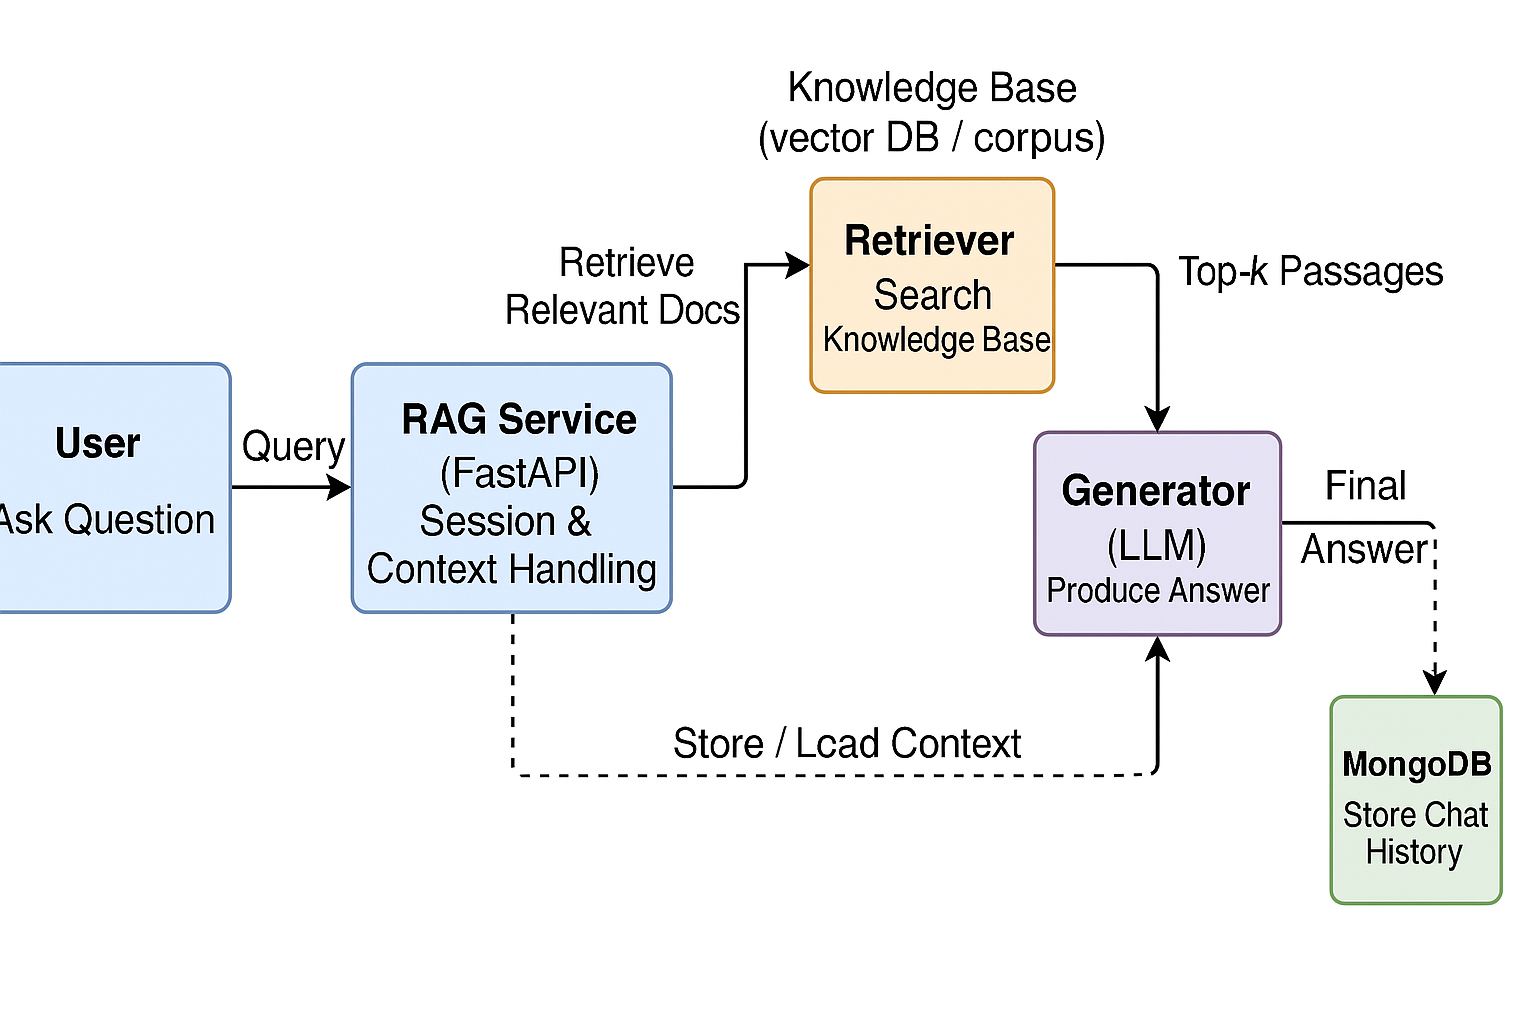 Knowledge Base
(vector DB / corpus)
Retriever
Search
Knowledge Base
Retrieve
Relevant Docs
Top-k Passages
User
Ask Question
Query
RAG Service
(FastAPI)
Session &
Context Handling
Generator
(LLM)
Produce Answer
Final
Answer
Store / Lcad Context
MongoDB
Store Chat
History